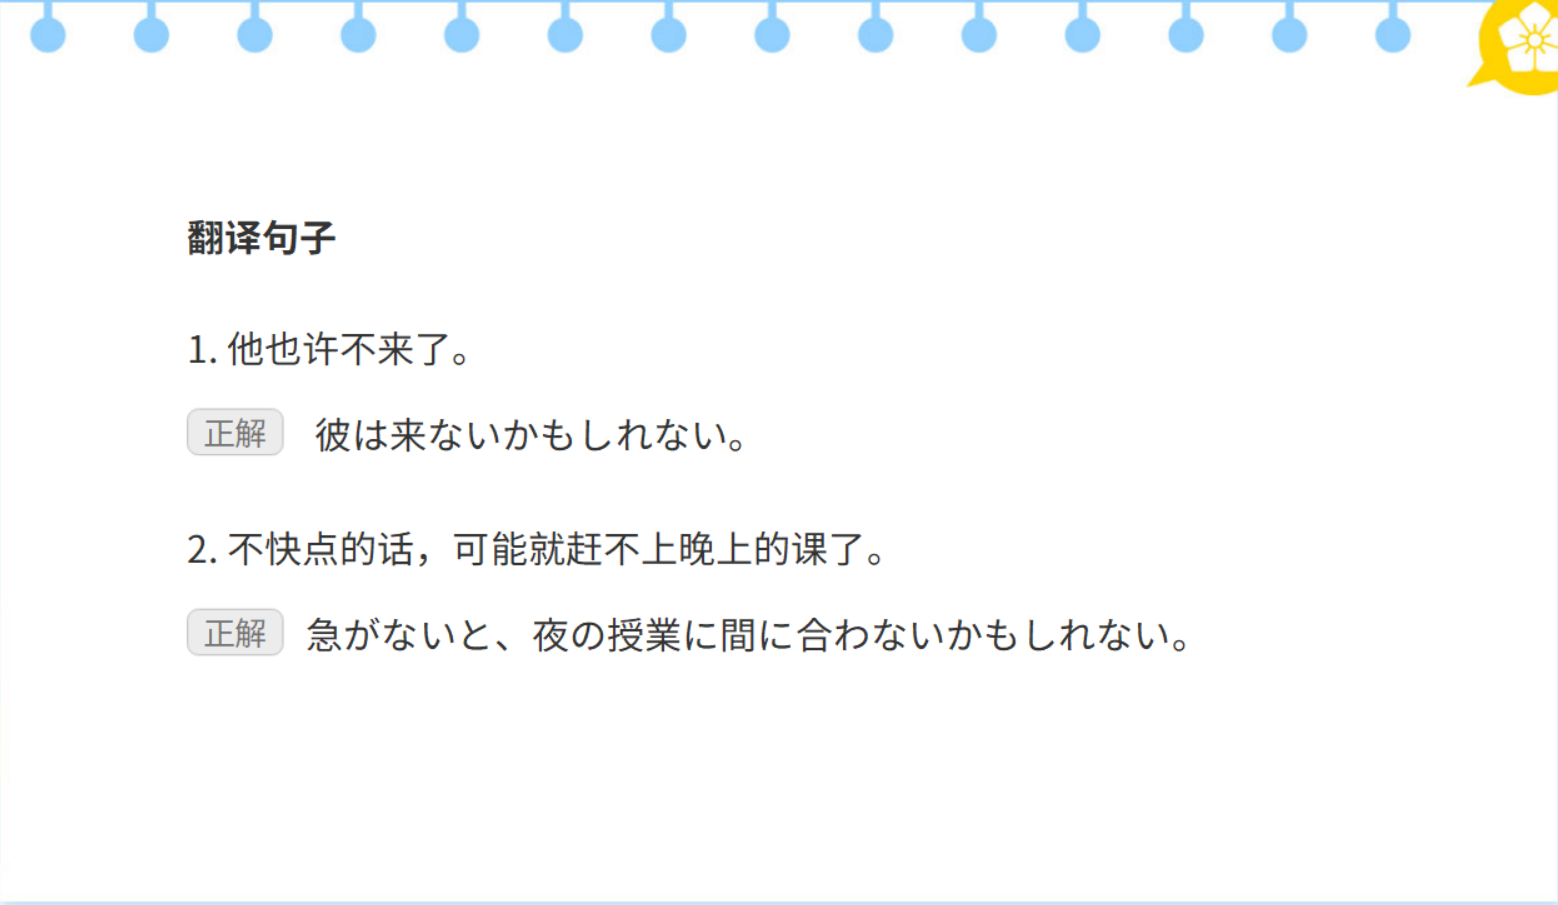 翻译句子
1. 他也许不来了。
正解 彼は来ないかもしれない。
2. 不快点的话，可能就赶不上晚上的课了。
正解 急がないと、夜の授業に間に合わないかもしれない。